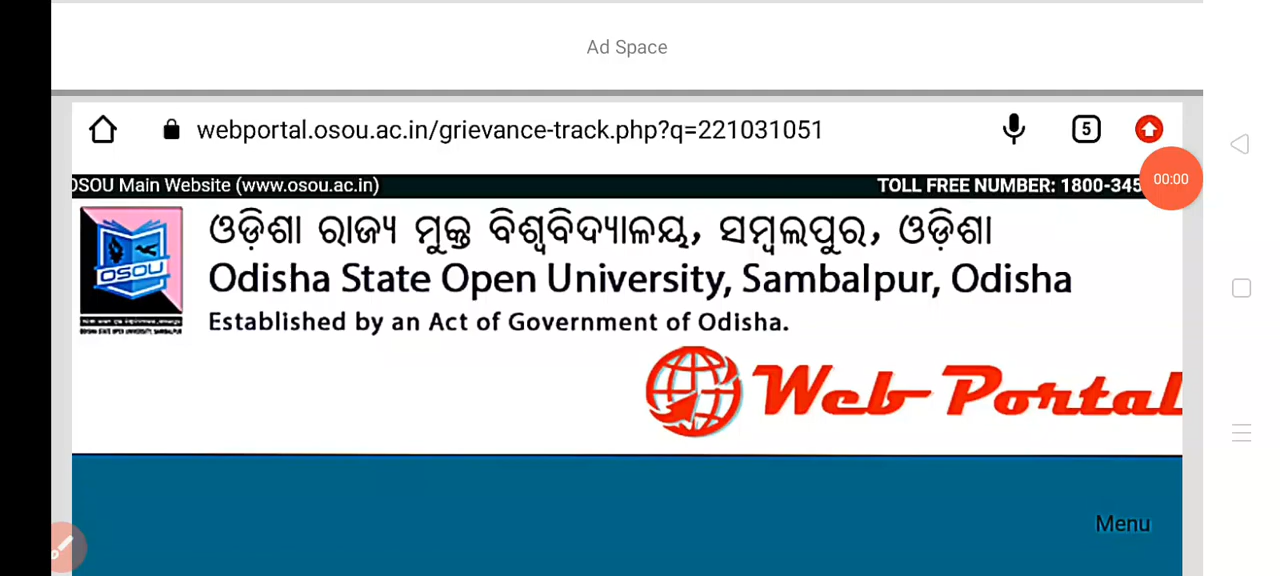 Ad Space
webportal.osou.ac.in/grievance-track.php?q=221031051
5
OSOU Main Website (www.osou.ac.in)
TOLL FREE NUMBER: 1800-345
00:00
ଓଡ଼ିଶା ରାଜ୍ୟ ମୁକ୍ତ ବିଶ୍ୱବିଦ୍ୟାଳୟ, ସମ୍ବଲପୁର, ଓଡ଼ିଶା
OSOU
Odisha State Open University, Sambalpur, Odisha
Established by an Act of Government of Odisha.
Web Portal
Menu